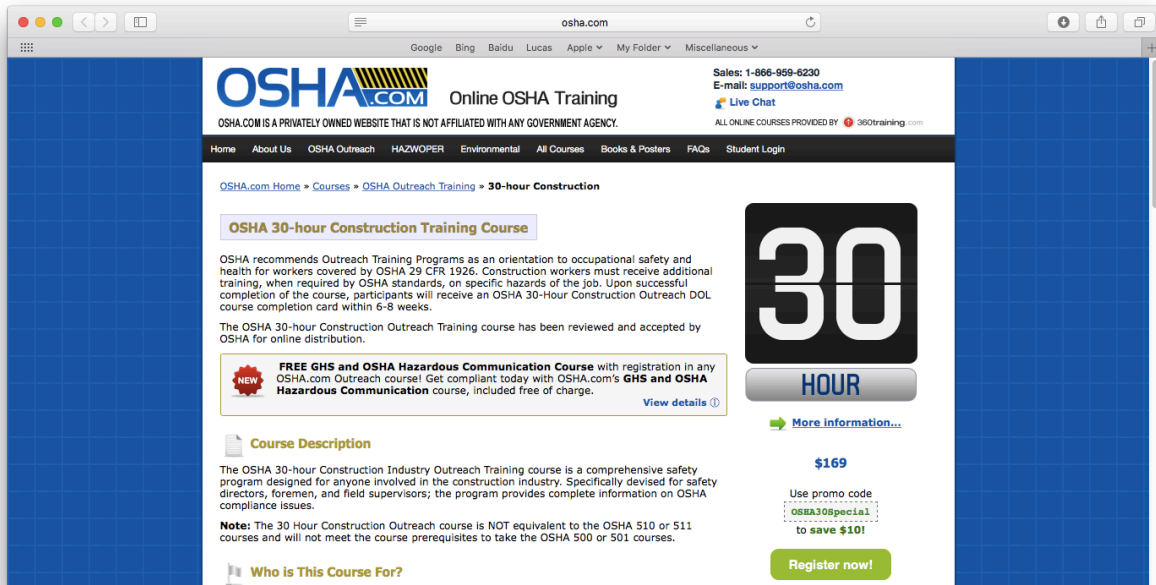 osha.com
Google Bing Baidu Lucas Apple My Folder Miscellaneous
OSHA.COM
Online OSHA Training
OSHA.COM IS A PRIVATELY OWNED WEBSITE THAT IS NOT AFFILIATED WITH ANY GOVERNMENT AGENCY.
Sales: 1-866-959-6230
E-mail: support@osha.com
Live Chat
ALL ONLINE COURSES PROVIDED BY 360training.com
Home About Us OSHA Outreach HAZWOPER Environmental All Courses Books & Posters FAQs Student Login
OSHA.com Home » Courses » OSHA Outreach Training » 30-hour Construction
OSHA 30-hour Construction Training Course
OSHA recommends Outreach Training Programs as an orientation to occupational safety and
health for workers covered by OSHA 29 CFR 1926. Construction workers must receive additional
training, when required by OSHA standards, on specific hazards of the job. Upon successful
completion of the course, participants will receive an OSHA 30-Hour Construction Outreach DOL
course completion card within 6-8 weeks.
The OSHA 30-hour Construction Outreach Training course has been reviewed and accepted by
OSHA for online distribution.
NEW
FREE GHS and OSHA Hazardous Communication Course with registration in any
OSHA.com Outreach course! Get compliant today with OSHA.com's GHS and OSHA
Hazardous Communication course, included free of charge.
View details
Course Description
The OSHA 30-hour Construction Industry Outreach Training course is a comprehensive safety
program designed for anyone involved in the construction industry. Specifically devised for safety
directors, foremen, and field supervisors; the program provides complete information on OSHA
compliance issues.
Note: The 30 Hour Construction Outreach course is NOT equivalent to the OSHA 510 or 511
courses and will not meet the course prerequisites to take the OSHA 500 or 501 courses.
Who is This Course For?
30
HOUR
More information...
$169
Use promo code
OSHA30Special
to save $10!
Register now!